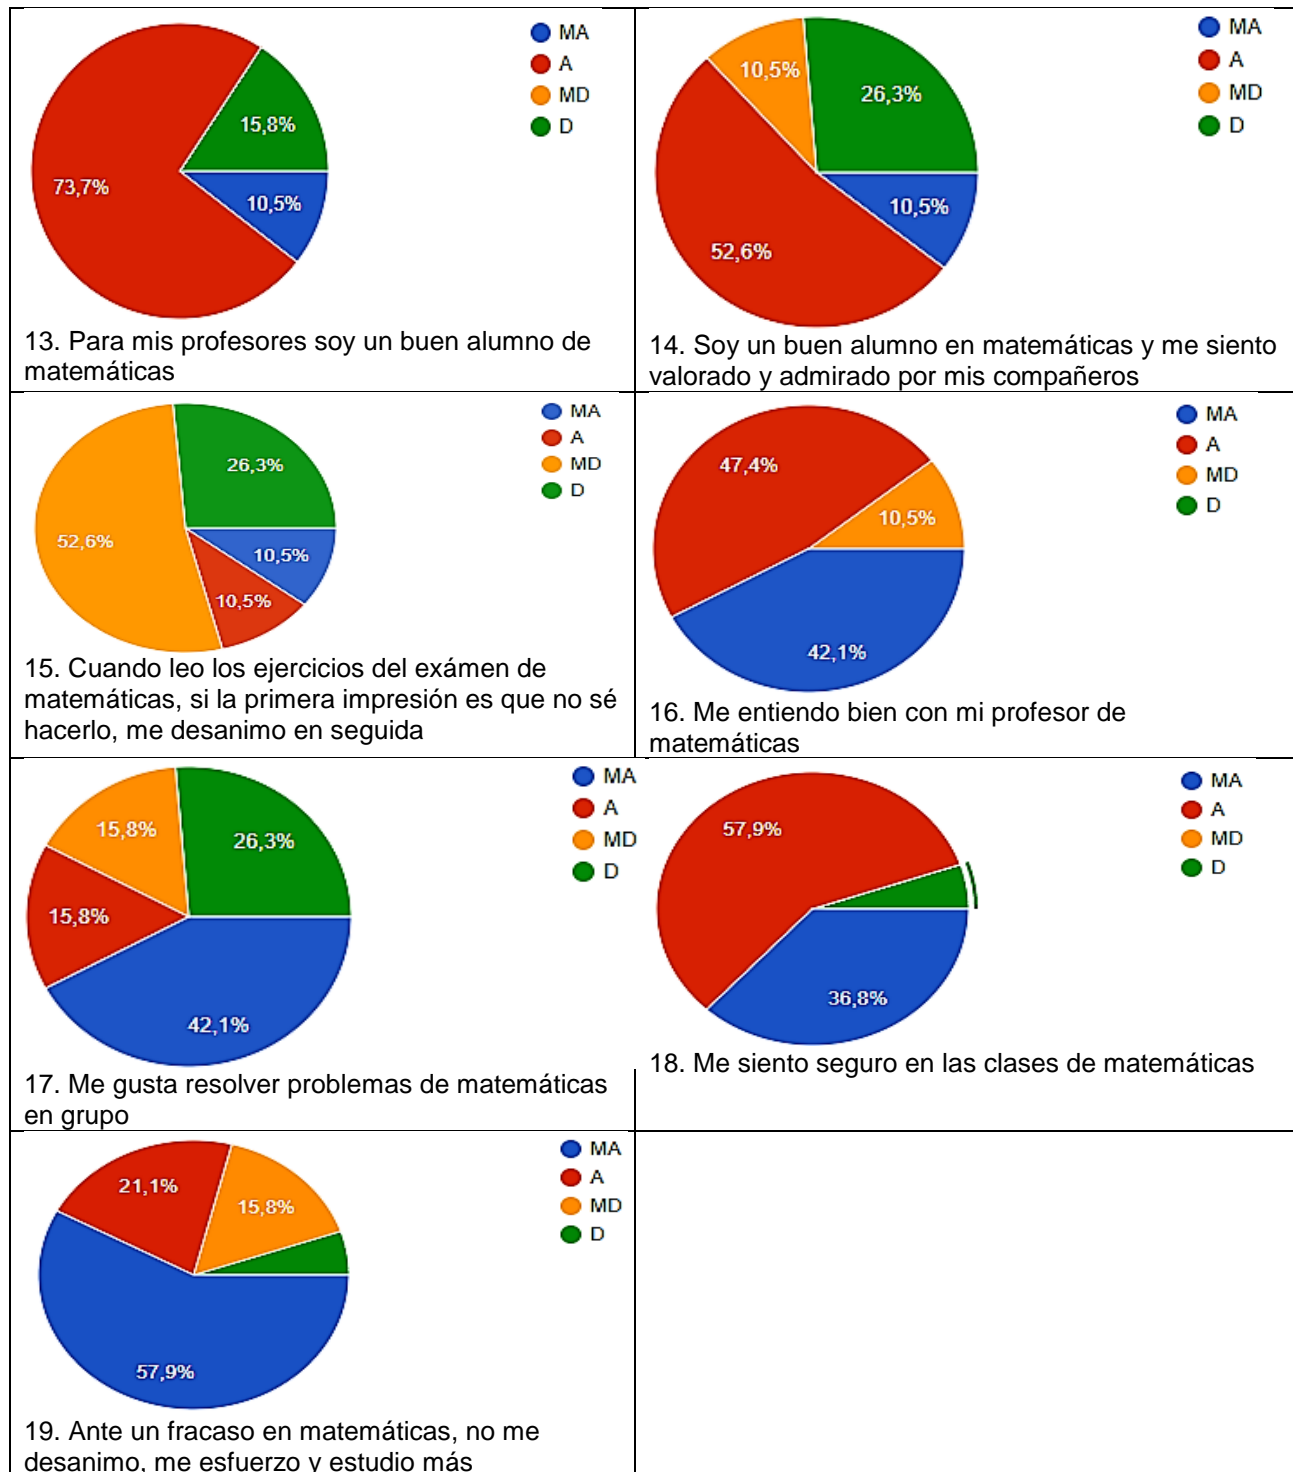 MA
A
MD
D
15,8%
73,7%
10,5%
13. Para mis profesores soy un buen alumno de
matemáticas
MA
A
MD
D
10,5%
26,3%
10,5%
52,6%
14. Soy un buen alumno en matemáticas y me siento
valorado y admirado por mis compañeros
MA
A
MD
D
26,3%
52,6%
10,5%
10,5%
15. Cuando leo los ejercicios del exámen de
matemáticas, si la primera impresión es que no sé
hacerlo, me desanimo en seguida
MA
A
MD
D
47,4%
10,5%
42,1%
16. Me entiendo bien con mi profesor de
matemáticas
MA
A
MD
D
15,8%
26,3%
15,8%
42,1%
17. Me gusta resolver problemas de matemáticas
en grupo
MA
A
MD
D
57,9%
36,8%
18. Me siento seguro en las clases de matemáticas
MA
A
MD
D
21,1%
15,8%
57,9%
19. Ante un fracaso en matemáticas, no me
desanimo, me esfuerzo y estudio más